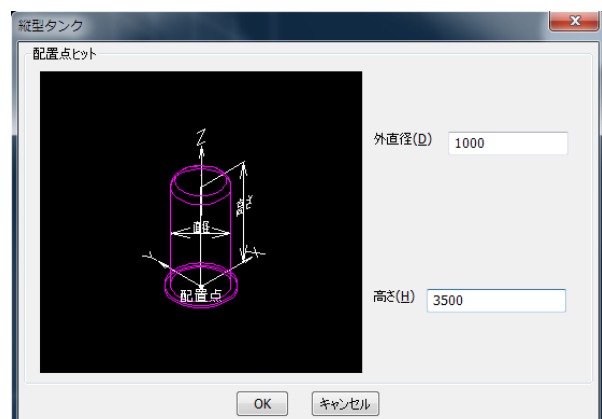 縦型タンク
配置点ヒット
Z
高さ
直径
Y
X
配置点
外直径(D)
1000
高さ(H)
3500
OK
キャンセル